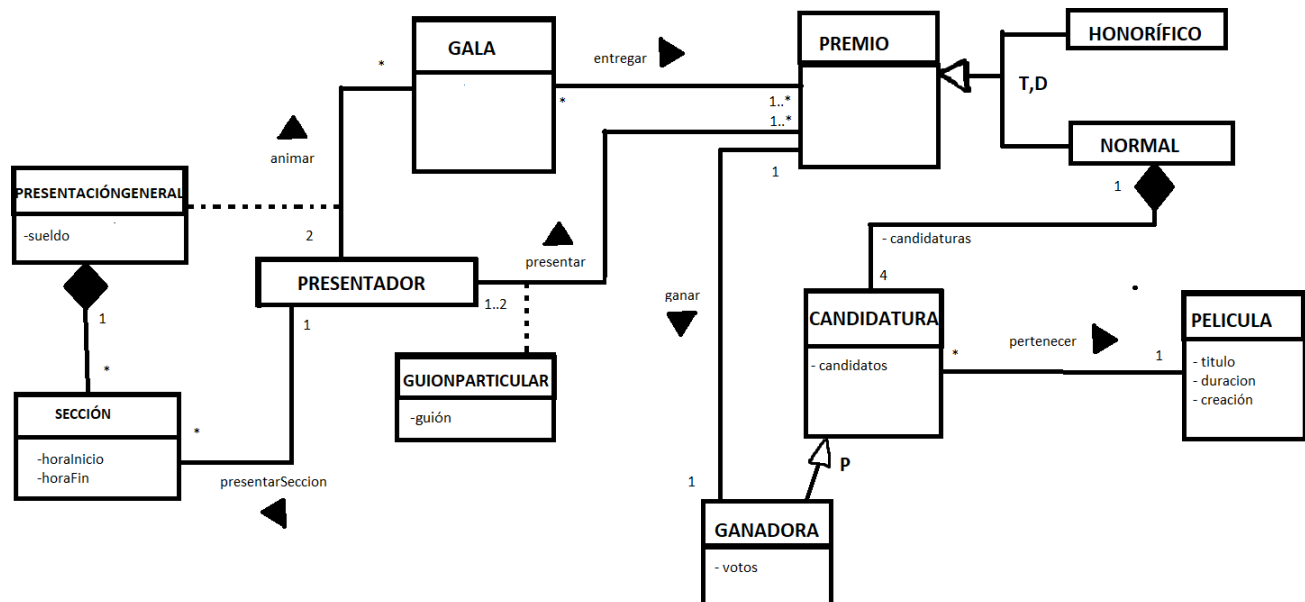 GALA
entregar
PREMIO
HONORÍFICO
T,D
NORMAL
*
*
1..*
1..*
1
1
animar
PRESENTACIÓNGENERAL
-sueldo
2
presentar
- candidaturas
4
PRESENTADOR
1
1..2
ganar
CANDIDATURA
- candidatos
*
pertenecer
1
PELICULA
- titulo
- duracion
- creación
1
*
GUIONPARTICULAR
-guión
SECCIÓN
-horaInicio
-horaFin
*
presentarSeccion
P
1
GANADORA
- votos